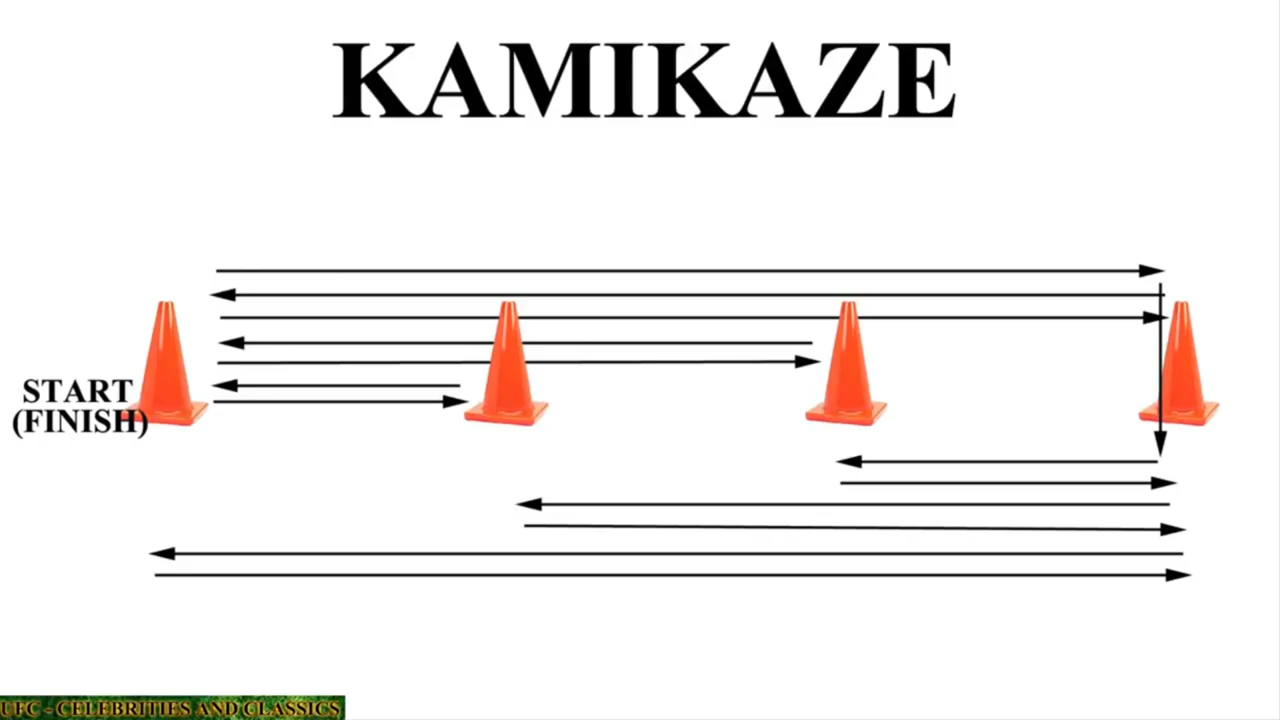 KAMIKAZE
START
(FINISH)
UFC - CELEBRITIES AND CLASSICS